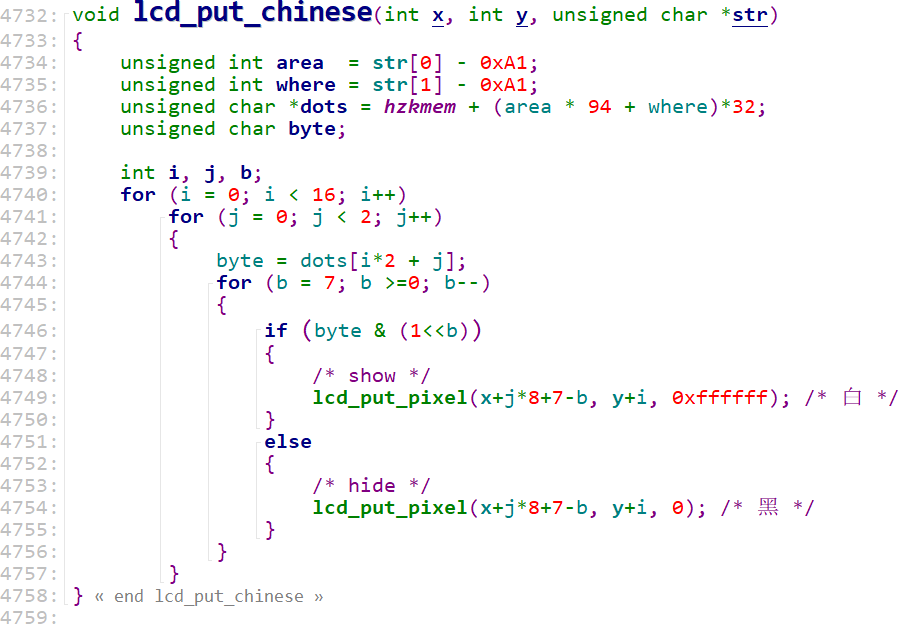 4732: void lcd_put_chinese(int x, int y, unsigned char *str)
4733: {
4734:     unsigned int area  = str[0] - 0xA1;
4735:     unsigned int where = str[1] - 0xA1;
4736:     unsigned char *dots = hzkmem + (area * 94 + where)*32;
4737:     unsigned char byte;
4738:
4739:     int i, j, b;
4740:     for (i = 0; i < 16; i++)
4741:         for (j = 0; j < 2; j++)
4742:         {
4743:             byte = dots[i*2 + j];
4744:             for (b = 7; b >=0; b--)
4745:             {
4746:                 if (byte & (1<<b))
4747:                 {
4748:                     /* show */
4749:                     lcd_put_pixel(x+j*8+7-b, y+i, 0xffffff); /* 白 */
4750:                 }
4751:                 else
4752:                 {
4753:                     /* hide */
4754:                     lcd_put_pixel(x+j*8+7-b, y+i, 0); /* 黑 */
4755:                 }
4756:             }
4757:         }
4758: } « end lcd_put_chinese »
4759: